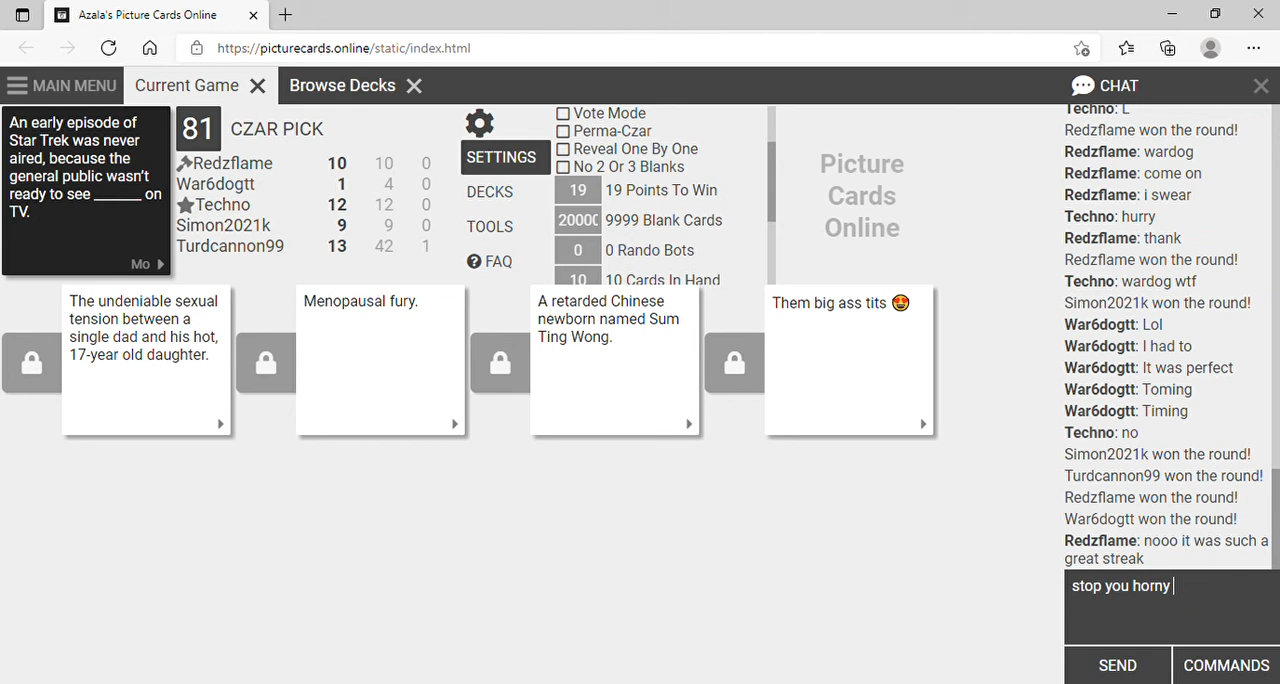 Azala's Picture Cards Online
https://picturecards.online/static/index.html
MAIN MENU
Current Game
Browse Decks
CHAT
An early episode of
Star Trek was never
aired, because the
general public wasn't
ready to see ______ on
TV.
Mo
81 CZAR PICK
Redzflame 10 10 0
War6dogtt 1 4 0
Techno 12 12 0
Simon2021k 9 9 0
Turdcannon99 13 42 1
SETTINGS
DECKS
TOOLS
FAQ
Vote Mode
Perma-Czar
Reveal One By One
No 2 Or 3 Blanks
19 19 Points To Win
20000 9999 Blank Cards
0 0 Rando Bots
10 10 Cards In Hand
Picture
Cards
Online
The undeniable sexual
tension between a
single dad and his hot,
17-year old daughter.
Menopausal fury.
A retarded Chinese
newborn named Sum
Ting Wong.
Them big ass tits 🤩
Techno: L
Redzflame won the round!
Redzflame: wardog
Redzflame: come on
Redzflame: i swear
Techno: hurry
Redzflame: thank
Redzflame won the round!
Techno: wardog wtf
Simon2021k won the round!
War6dogtt: Lol
War6dogtt: I had to
War6dogtt: It was perfect
War6dogtt: Toming
War6dogtt: Timing
Techno: no
Simon2021k won the round!
Turdcannon99 won the round!
Redzflame won the round!
War6dogtt won the round!
Redzflame: nooo it was such a
great streak
stop you horny
SEND
COMMANDS